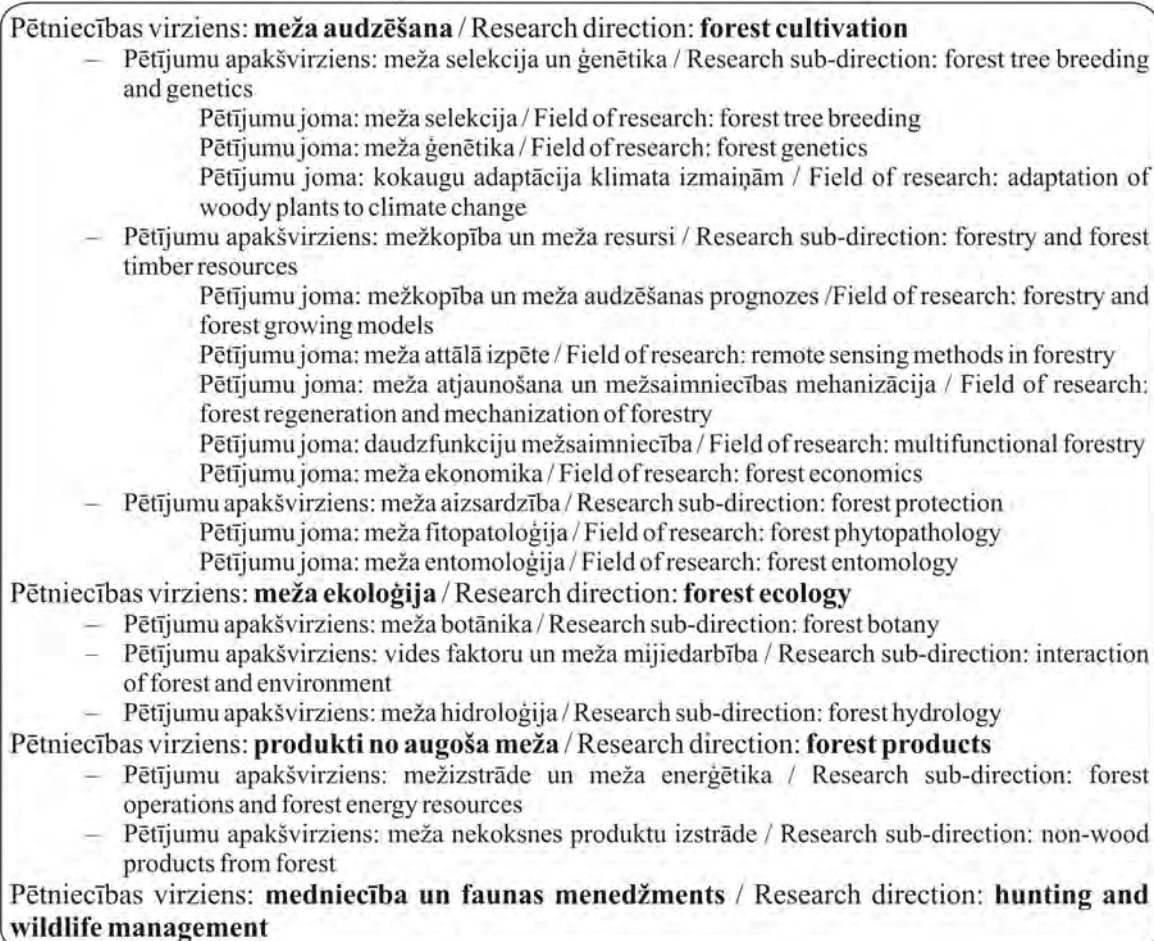 Pētniecības virziens: meža audzēšana / Research direction: forest cultivation
– Pētījumu apakšvirziens: meža selekcija un ģenētika / Research sub-direction: forest tree breeding
and genetics
Pētījumu joma: meža selekcija / Field of research: forest tree breeding
Pētījumu joma: meža ģenētika / Field of research: forest genetics
Pētījumu joma: kokaugu adaptācija klimata izmaiņām / Field of research: adaptation of
woody plants to climate change
– Pētījumu apakšvirziens: mežkopība un meža resursi / Research sub-direction: forestry and forest
timber resources
Pētījumu joma: mežkopība un meža audzēšanas prognozes /Field of research: forestry and
forest growing models
Pētījumu joma: meža attālā izpēte / Field of research: remote sensing methods in forestry
Pētījumu joma: meža atjaunošana un mežsaimniecības mehanizācija / Field of research:
forest regeneration and mechanization of forestry
Pētījumu joma: daudzfunkciju mežsaimniecība / Field of research: multifunctional forestry
Pētījumu joma: meža ekonomika / Field of research: forest economics
– Pētījumu apakšvirziens: meža aizsardzība / Research sub-direction: forest protection
Pētījumu joma: meža fitopatoloģija / Field of research: forest phytopathology
Pētījumu joma: meža entomoloģija / Field of research: forest entomology
Pētniecības virziens: meža ekoloģija / Research direction: forest ecology
– Pētījumu apakšvirziens: meža botānika / Research sub-direction: forest botany
– Pētījumu apakšvirziens: vides faktoru un meža mijiedarbība / Research sub-direction: interaction
of forest and environment
– Pētījumu apakšvirziens: meža hidroloģija / Research sub-direction: forest hydrology
Pētniecības virziens: produkti no augoša meža / Research direction: forest products
– Pētījumu apakšvirziens: mežizstrāde un meža enerģētika / Research sub-direction: forest
operations and forest energy resources
– Pētījumu apakšvirziens: meža nekoksnes produktu izstrāde / Research sub-direction: non-wood
products from forest
Pētniecības virziens: medniecība un faunas menedžments / Research direction: hunting and
wildlife management